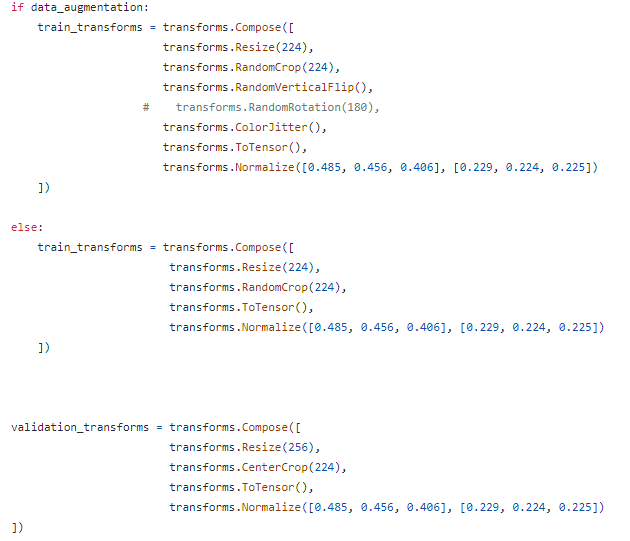 if data_augmentation:
    train_transforms = transforms.Compose([
                       transforms.Resize(224),
                       transforms.RandomCrop(224),
                       transforms.RandomVerticalFlip(),
                    #    transforms.RandomRotation(180),
                       transforms.ColorJitter(),
                       transforms.ToTensor(),
                       transforms.Normalize([0.485, 0.456, 0.406], [0.229, 0.224, 0.225])
    ])
else:
    train_transforms = transforms.Compose([
                        transforms.Resize(224),
                        transforms.RandomCrop(224),
                        transforms.ToTensor(),
                        transforms.Normalize([0.485, 0.456, 0.406], [0.229, 0.224, 0.225])
    ])
validation_transforms = transforms.Compose([
                        transforms.Resize(256),
                        transforms.CenterCrop(224),
                        transforms.ToTensor(),
                        transforms.Normalize([0.485, 0.456, 0.406], [0.229, 0.224, 0.225])
])